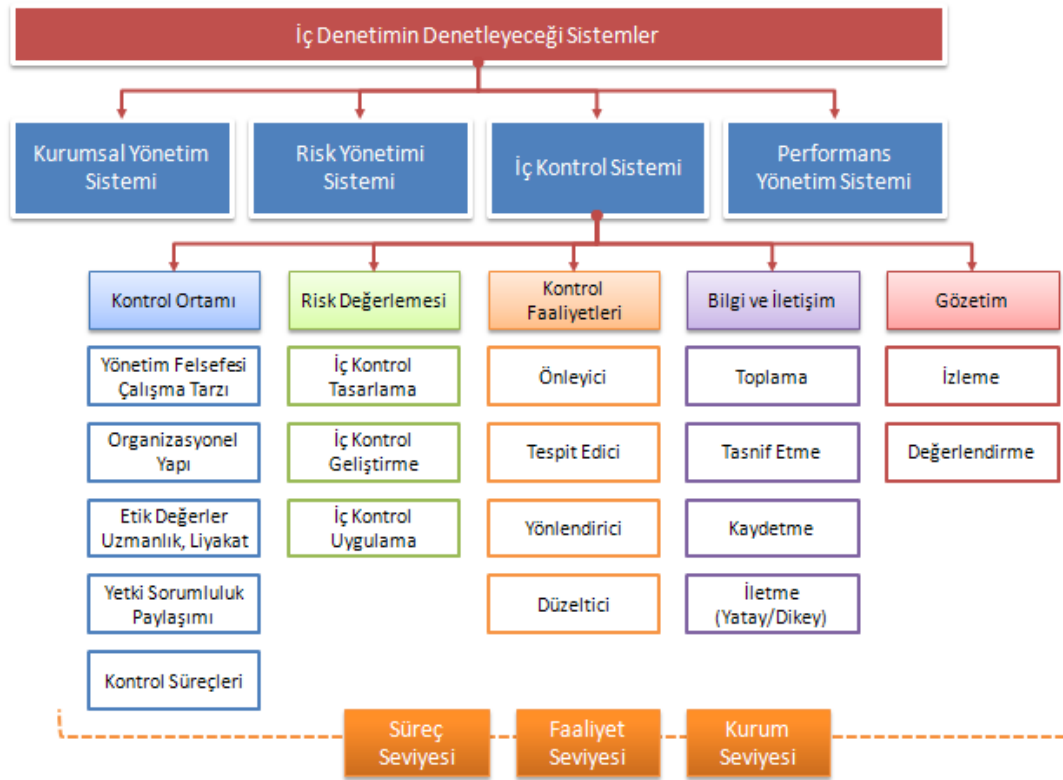 İç Denetimin Denetleyeceği Sistemler
Kurumsal Yönetim
Sistemi
Risk Yönetimi
Sistemi
İç Kontrol Sistemi
Performans
Yönetim Sistemi
Kontrol Ortamı
Risk Değerlemesi
Kontrol
Faaliyetleri
Bilgi ve İletişim
Gözetim
Yönetim Felsefesi
Çalışma Tarzı
İç Kontrol
Tasarlama
Önleyici
Toplama
İzleme
Organizasyonel
Yapı
İç Kontrol
Geliştirme
Tespit Edici
Tasnif Etme
Değerlendirme
Etik Değerler
Uzmanlık, Liyakat
İç Kontrol
Uygulama
Yönlendirici
Kaydetme
Yetki Sorumluluk
Paylaşımı
Düzeltici
İletme
(Yatay/Dikey)
Kontrol Süreçleri
Süreç
Seviyesi
Faaliyet
Seviyesi
Kurum
Seviyesi